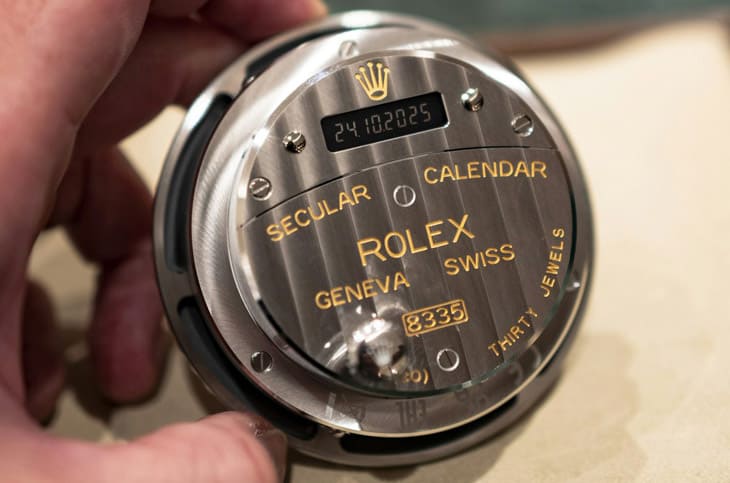 24.10.2025
SECULAR CALENDAR
ROLEX
GENEVA SWISS
8335
THIRTY JEWELS